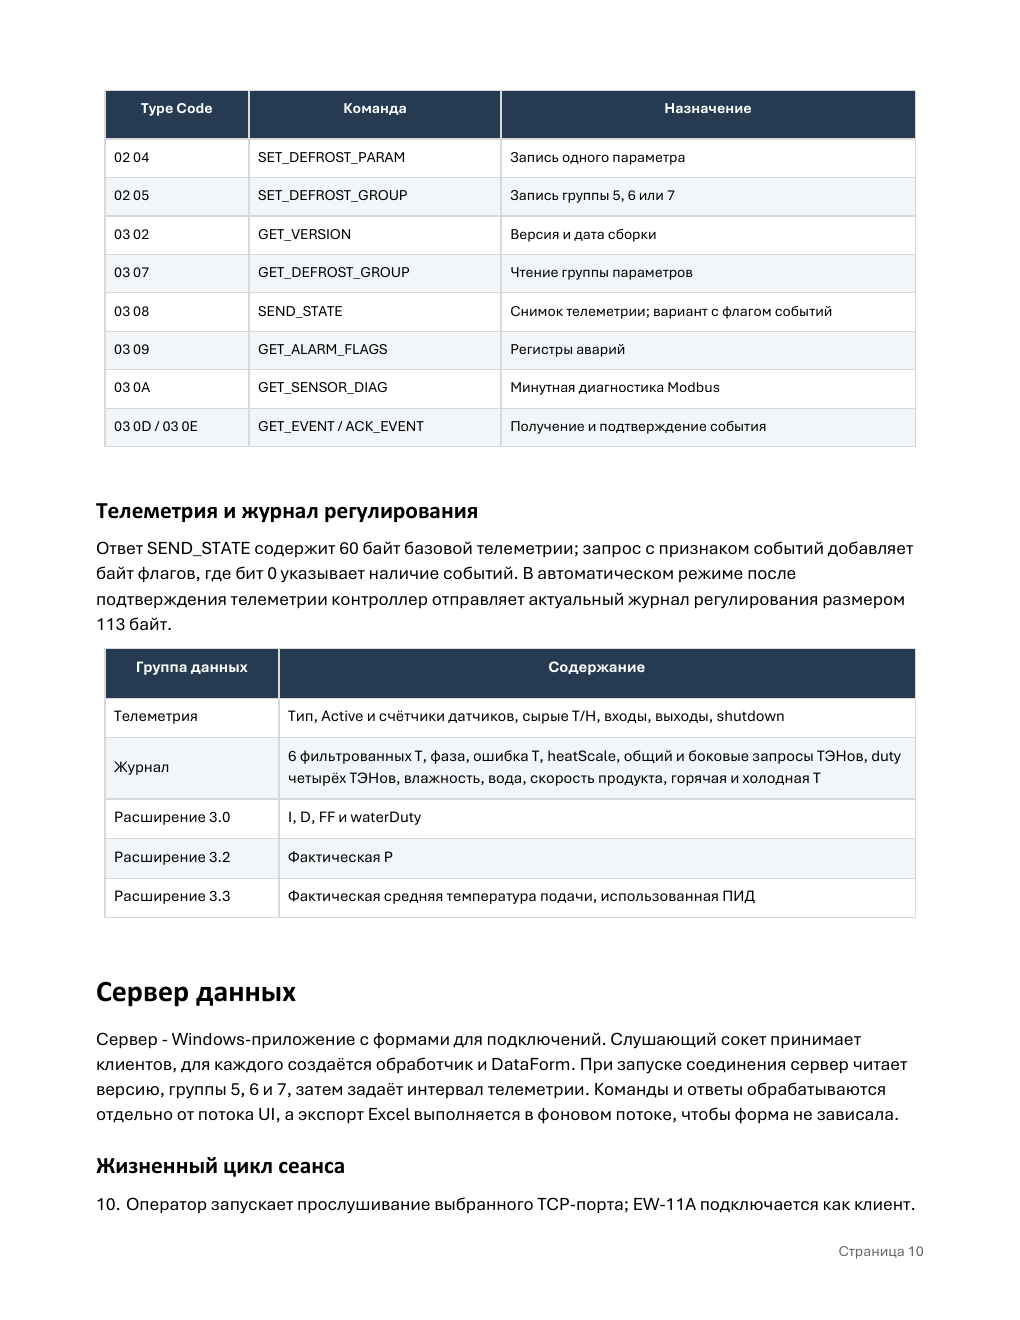 Type Code Команда Назначение
02 04 SET_DEFROST_PARAM Запись одного параметра
02 05 SET_DEFROST_GROUP Запись группы 5, 6 или 7
03 02 GET_VERSION Версия и дата сборки
03 07 GET_DEFROST_GROUP Чтение группы параметров
03 08 SEND_STATE Снимок телеметрии; вариант с флагом событий
03 09 GET_ALARM_FLAGS Регистры аварий
03 0A GET_SENSOR_DIAG Минутная диагностика Modbus
03 0D / 03 0E GET_EVENT / ACK_EVENT Получение и подтверждение события
Телеметрия и журнал регулирования
Ответ SEND_STATE содержит 60 байт базовой телеметрии; запрос с признаком событий добавляет
байт флагов, где бит 0 указывает наличие событий. В автоматическом режиме после
подтверждения телеметрии контроллер отправляет актуальный журнал регулирования размером
113 байт.
Группа данных Содержание
Телеметрия Тип, Active и счётчики датчиков, сырые T/H, входы, выходы, shutdown
Журнал 6 фильтрованных T, фаза, ошибка T, heatScale, общий и боковые запросы ТЭНов, duty
четырёх ТЭНов, влажность, вода, скорость продукта, горячая и холодная T
Расширение 3.0 I, D, FF и waterDuty
Расширение 3.2 Фактическая P
Расширение 3.3 Фактическая средняя температура подачи, использованная ПИД
Сервер данных
Сервер - Windows-приложение с формами для подключений. Слушающий сокет принимает
клиентов, для каждого создаётся обработчик и DataForm. При запуске соединения сервер читает
версию, группы 5, 6 и 7, затем задаёт интервал телеметрии. Команды и ответы обрабатываются
отдельно от потока UI, а экспорт Excel выполняется в фоновом потоке, чтобы форма не зависала.
Жизненный цикл сеанса
10. Оператор запускает прослушивание выбранного TCP-порта; EW-11A подключается как клиент.
Страница 10